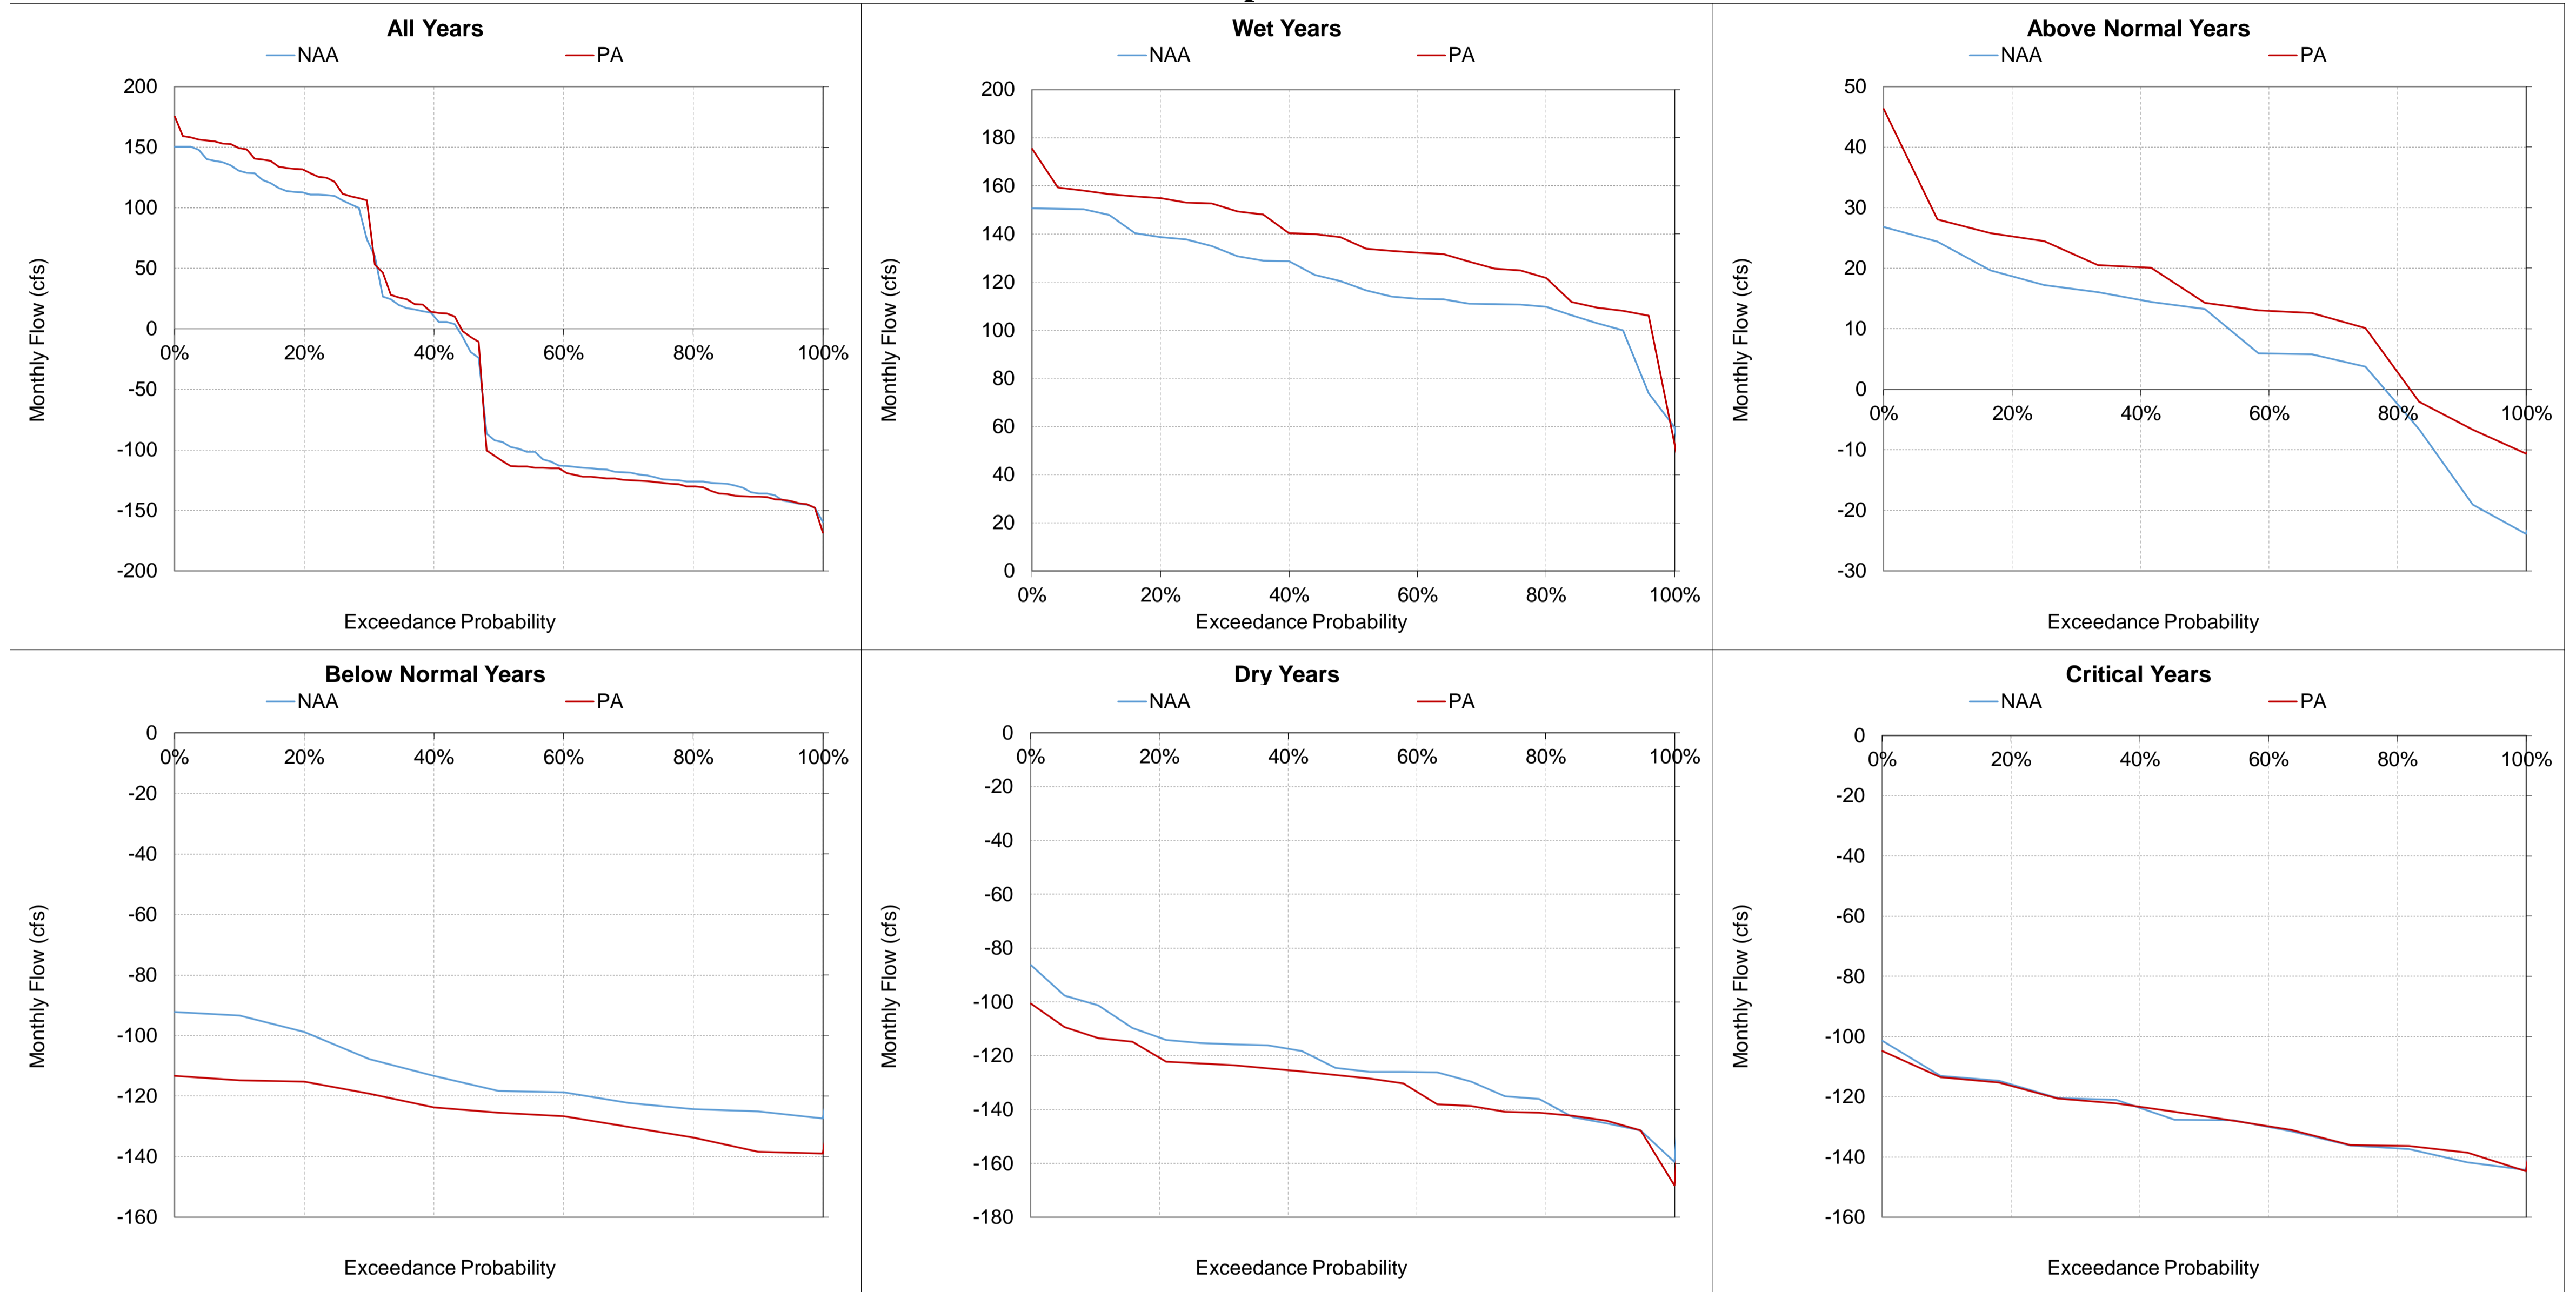 All Years
NAA PA
200
150
100
50
0
-50
-100
-150
-200
0% 20% 40% 60% 80% 100%
Monthly Flow (cfs)
Exceedance Probability
Wet Years
NAA PA
200
180
160
140
120
100
80
60
40
20
0
0% 20% 40% 60% 80% 100%
Monthly Flow (cfs)
Exceedance Probability
Above Normal Years
NAA PA
50
40
30
20
10
0
-10
-20
-30
0% 20% 40% 60% 80% 100%
Monthly Flow (cfs)
Exceedance Probability
Below Normal Years
NAA PA
0
-20
-40
-60
-80
-100
-120
-140
-160
0% 20% 40% 60% 80% 100%
Monthly Flow (cfs)
Exceedance Probability
Dry Years
NAA PA
0
-20
-40
-60
-80
-100
-120
-140
-160
-180
0% 20% 40% 60% 80% 100%
Monthly Flow (cfs)
Exceedance Probability
Critical Years
NAA PA
0
-20
-40
-60
-80
-100
-120
-140
-160
0% 20% 40% 60% 80% 100%
Monthly Flow (cfs)
Exceedance Probability